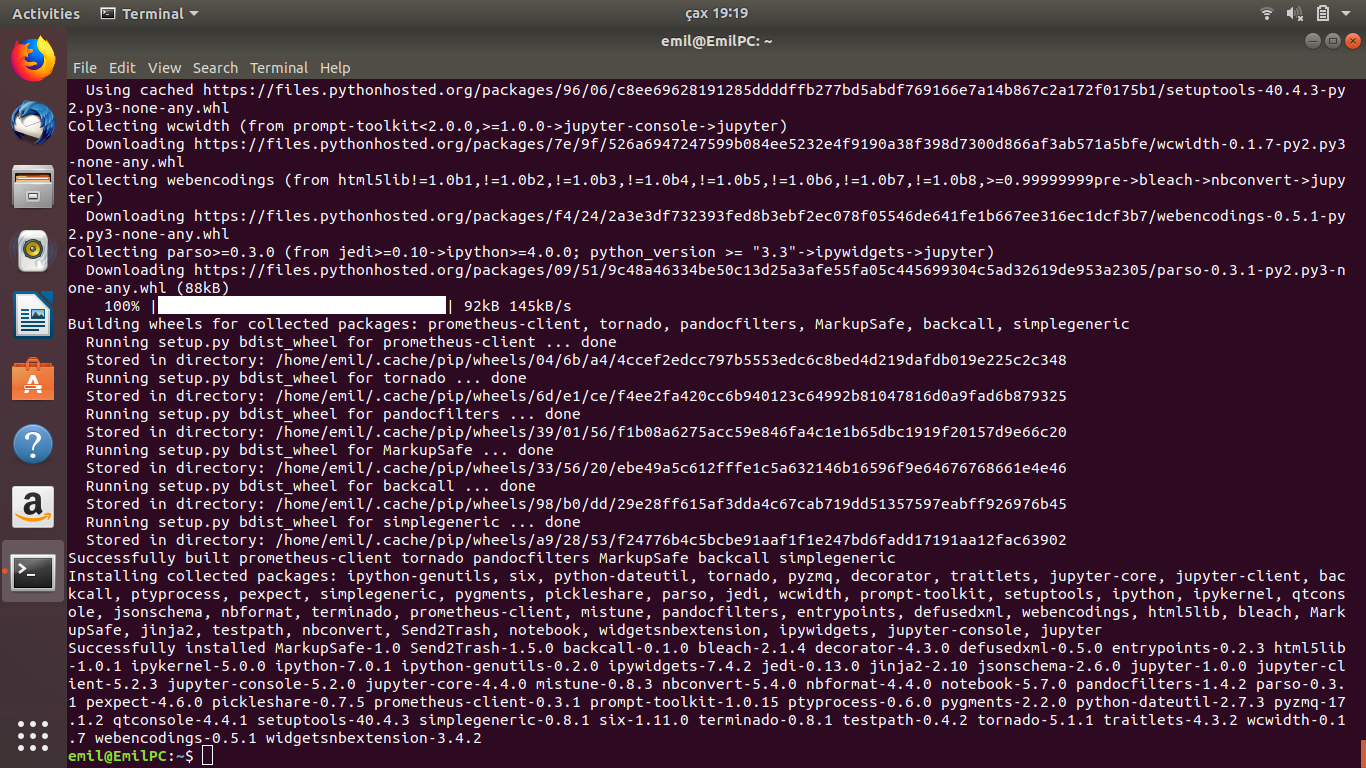 Activities
Terminal
çax 19:19
emil@EmilPC: ~
File Edit View Search Terminal Help
Using cached https://files.pythonhosted.org/packages/96/06/c8ee69628191285ddddffb277bd5abdf769166e7a14b867c2a172f0175b1/setuptools-40.4.3-py
2.py3-none-any.whl
Collecting wcwidth (from prompt-toolkit<2.0.0,>=1.0.0->jupyter-console->jupyter)
Downloading https://files.pythonhosted.org/packages/7e/9f/526a6947247599b084ee5232e4f9190a38f398d7300d866af3ab571a5bfe/wcwidth-0.1.7-py2.py3
-none-any.whl
Collecting webencodings (from html5lib!=1.0b1,!=1.0b2,!=1.0b3,!=1.0b4,!=1.0b5,!=1.0b6,!=1.0b7,!=1.0b8,>=0.99999999pre->bleach->nbconvert->jupy
ter)
Downloading https://files.pythonhosted.org/packages/f4/24/2a3e3df732393fed8b3ebf2ec078f05546de641fe1b667ee316ec1dcf3b7/webencodings-0.5.1-py
2.py3-none-any.whl
Collecting parso>=0.3.0 (from jedi>=0.10->ipython>=4.0.0; python_version >= "3.3"->ipywidgets->jupyter)
Downloading https://files.pythonhosted.org/packages/09/51/9c48a46334be50c13d25a3afe55fa05c445699304c5ad32619de953a2305/parso-0.3.1-py2.py3-n
one-any.whl (88kB)
100% | | 92kB 145kB/s
Building wheels for collected packages: prometheus-client, tornado, pandocfilters, MarkupSafe, backcall, simplegeneric
Running setup.py bdist_wheel for prometheus-client ... done
Stored in directory: /home/emil/.cache/pip/wheels/04/6b/a4/4ccef2edcc797b5553edc6c8bed4d219dafdb019e225c2c348
Running setup.py bdist_wheel for tornado ... done
Stored in directory: /home/emil/.cache/pip/wheels/6d/e1/ce/f4ee2fa420cc6b940123c64992b81047816d0a9fad6b879325
Running setup.py bdist_wheel for pandocfilters ... done
Stored in directory: /home/emil/.cache/pip/wheels/39/01/56/f1b08a6275acc59e846fa4c1e1b65dbc1919f20157d9e66c20
Running setup.py bdist_wheel for MarkupSafe ... done
Stored in directory: /home/emil/.cache/pip/wheels/33/56/20/ebe49a5c612fffe1c5a632146b16596f9e64676768661e4e46
Running setup.py bdist_wheel for backcall ... done
Stored in directory: /home/emil/.cache/pip/wheels/98/b0/dd/29e28ff615af3dda4c67cab719dd51357597eabff926976b45
Running setup.py bdist_wheel for simplegeneric ... done
Stored in directory: /home/emil/.cache/pip/wheels/a9/28/53/f24776b4c5bcbe91aaf1f1e247bd6fadd17191aa12fac63902
Successfully built prometheus-client tornado pandocfilters MarkupSafe backcall simplegeneric
Installing collected packages: ipython-genutils, six, python-dateutil, tornado, pyzmq, decorator, traitlets, jupyter-core, jupyter-client, bac
kcall, ptyprocess, pexpect, simplegeneric, pygments, pickleshare, parso, jedi, wcwidth, prompt-toolkit, setuptools, ipython, ipykernel, qtcons
ole, jsonschema, nbformat, terminado, prometheus-client, mistune, pandocfilters, entrypoints, defusedxml, webencodings, html5lib, bleach, Mark
upSafe, jinja2, testpath, nbconvert, Send2Trash, notebook, widgetsnbextension, ipywidgets, jupyter-console, jupyter
Successfully installed MarkupSafe-1.0 Send2Trash-1.5.0 backcall-0.1.0 bleach-2.1.4 decorator-4.3.0 defusedxml-0.5.0 entrypoints-0.2.3 html5lib
-1.0.1 ipykernel-5.0.0 ipython-7.0.1 ipython-genutils-0.2.0 ipywidgets-7.4.2 jedi-0.13.0 jinja2-2.10 jsonschema-2.6.0 jupyter-1.0.0 jupyter-cl
ient-5.2.3 jupyter-console-5.2.0 jupyter-core-4.4.0 mistune-0.8.3 nbconvert-5.4.0 nbformat-4.4.0 notebook-5.7.0 pandocfilters-1.4.2 parso-0.3.
1 pexpect-4.6.0 pickleshare-0.7.5 prometheus-client-0.3.1 prompt-toolkit-1.0.15 ptyprocess-0.6.0 pygments-2.2.0 python-dateutil-2.7.3 pyzmq-17
.1.2 qtconsole-4.4.1 setuptools-40.4.3 simplegeneric-0.8.1 six-1.11.0 terminado-0.8.1 testpath-0.4.2 tornado-5.1.1 traitlets-4.3.2 wcwidth-0.1
.7 webencodings-0.5.1 widgetsnbextension-3.4.2
emil@EmilPC:~$